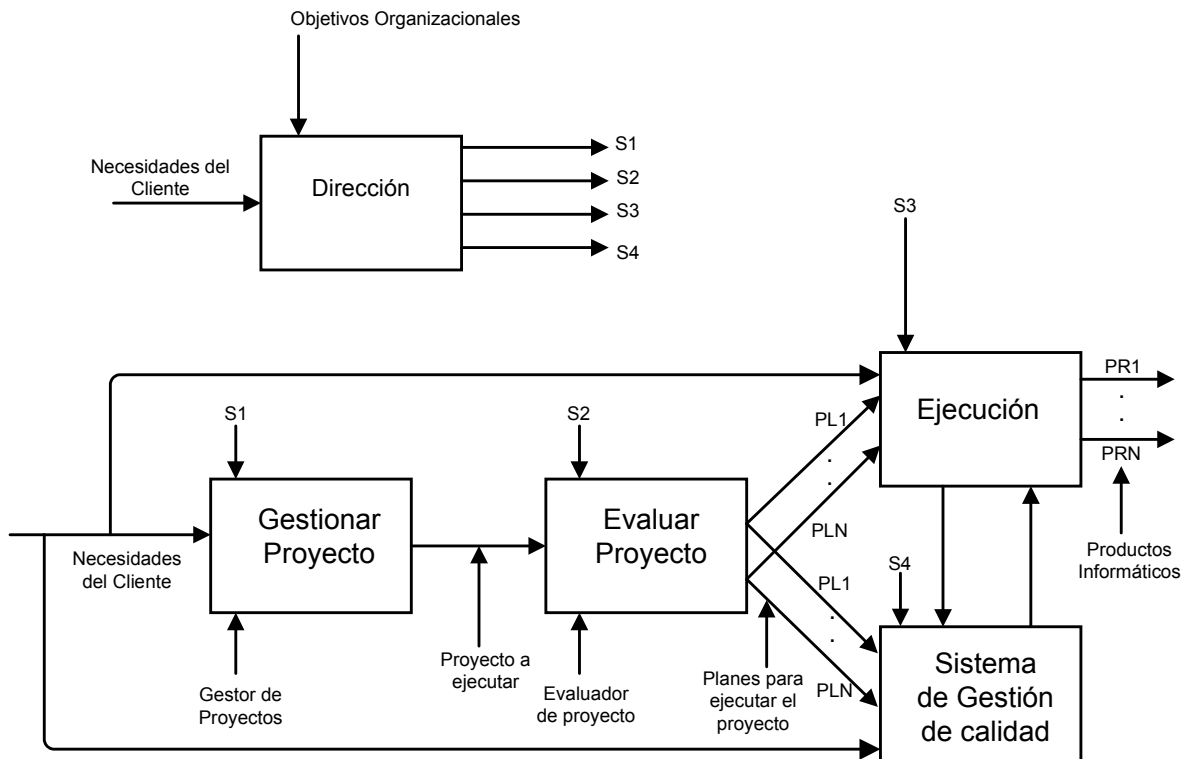 Objetivos Organizacionales
Necesidades del
Cliente
Dirección
S1
S2
S3
S4
S3
Ejecución
PR1
.
.
PRN
Productos
Informáticos
S1
Gestionar
Proyecto
Necesidades
del Cliente
Gestor de
Proyectos
Proyecto a
ejecutar
S2
Evaluar
Proyecto
Evaluador
de proyecto
PL1
.
.
PLN
PL1
.
.
PLN
Planes para
ejecutar el
proyecto
S4
Sistema
de Gestión
de calidad